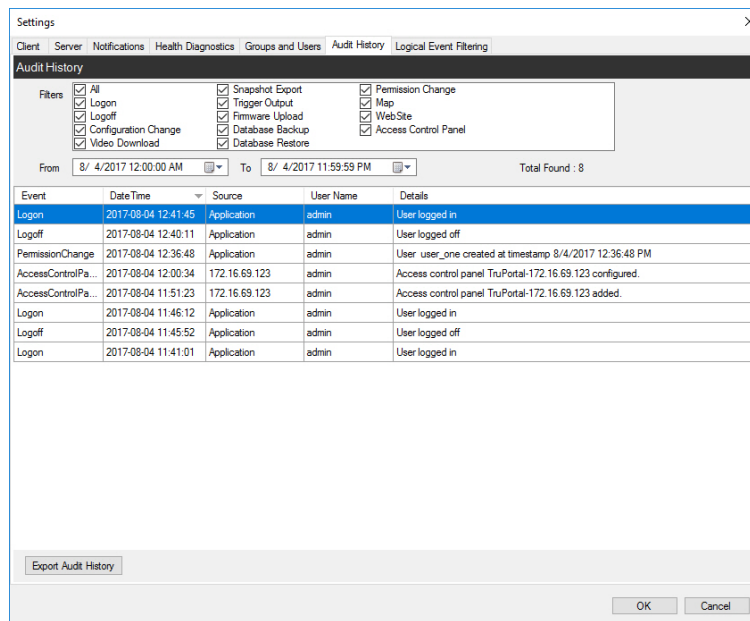 Settings
Client Server Notifications Health Diagnostics Groups and Users Audit History Logical Event Filtering
Audit History
Filters
All Snapshot Export Permission Change
Logon Trigger Output Map
Logoff Firmware Upload WebSite
Configuration Change Database Backup Access Control Panel
Video Download Database Restore
From 8/ 4/2017 12:00:00 AM To 8/ 4/2017 11:59:59 PM Total Found : 8
Event DateTime Source User Name Details
Logon 2017-08-04 12:41:45 Application admin User logged in
Logoff 2017-08-04 12:40:11 Application admin User logged off
PermissionChange 2017-08-04 12:36:48 Application admin User user_one created at timestamp 8/4/2017 12:36:48 PM
AccessControlPa... 2017-08-04 12:00:34 172.16.69.123 admin Access control panel TruPortal-172.16.69.123 configured.
AccessControlPa... 2017-08-04 11:51:23 172.16.69.123 admin Access control panel TruPortal-172.16.69.123 added.
Logon 2017-08-04 11:46:12 Application admin User logged in
Logoff 2017-08-04 11:45:52 Application admin User logged off
Logon 2017-08-04 11:41:01 Application admin User logged in
Export Audit History
OK Cancel